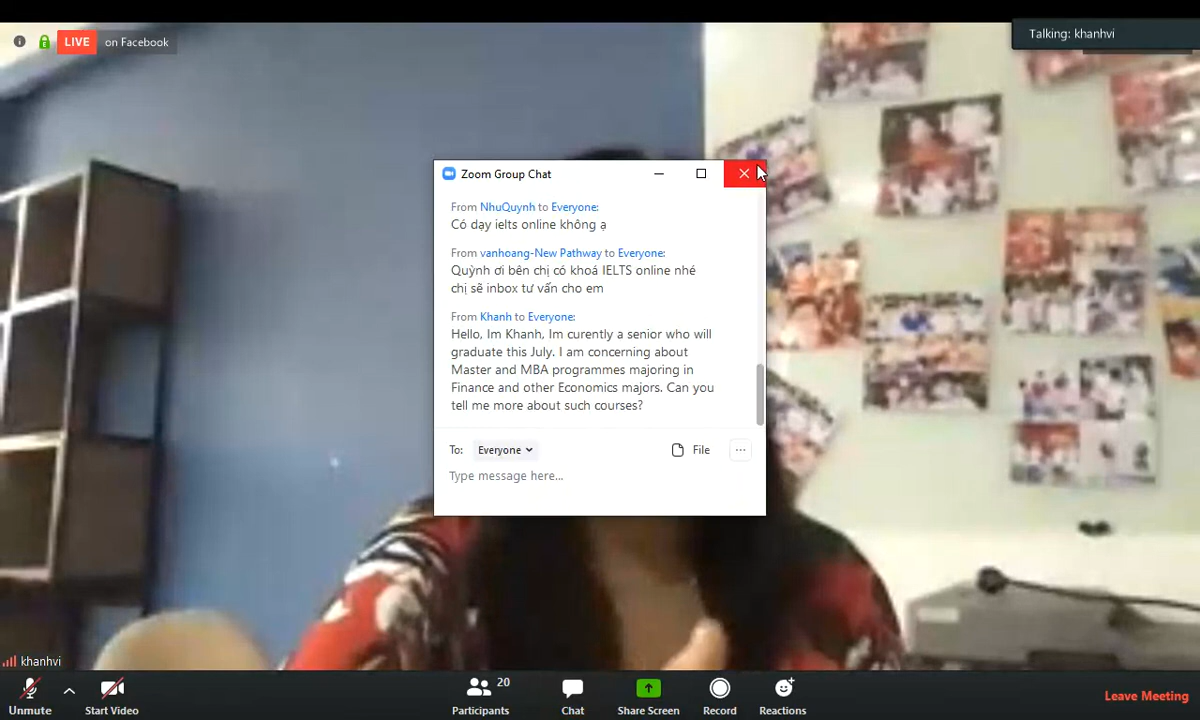 LIVE on Facebook
Talking: khanhvi
Zoom Group Chat
From NhuQuynh to Everyone:
Có dạy ielts online không ạ
From vanhoang-New Pathway to Everyone:
Quỳnh ơi bên chị có khoá IELTS online nhé
chị sẽ inbox tư vấn cho em
From Khanh to Everyone:
Hello, Im Khanh, Im curently a senior who will
graduate this July. I am concerning about
Master and MBA programmes majoring in
Finance and other Economics majors. Can you
tell me more about such courses?
To: Everyone File
Type message here...
khanhvi
20
Unmute Start Video Participants Chat Share Screen Record Reactions Leave Meeting